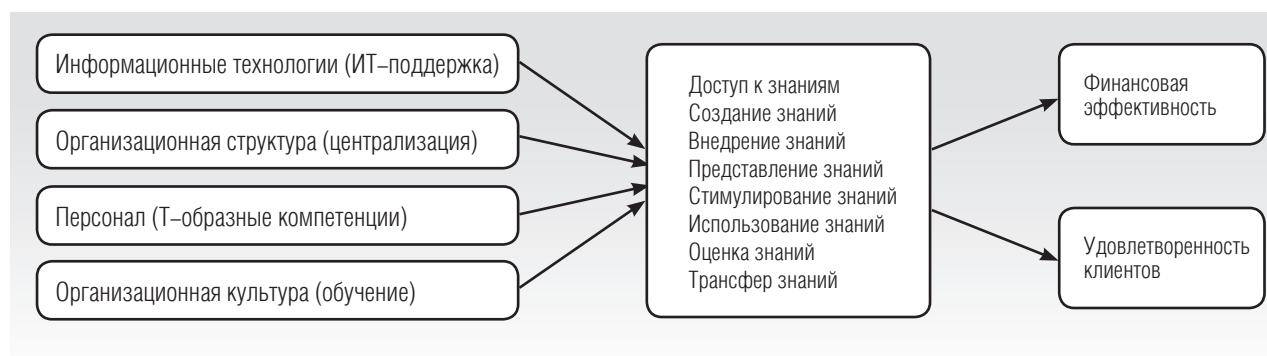 Информационные технологии (ИТ–поддержка)
Организационная структура (централизация)
Персонал (Т–образные компетенции)
Организационная культура (обучение)
Доступ к знаниям
Создание знаний
Внедрение знаний
Представление знаний
Стимулирование знаний
Использование знаний
Оценка знаний
Трансфер знаний
Финансовая
эффективность
Удовлетворенность
клиентов